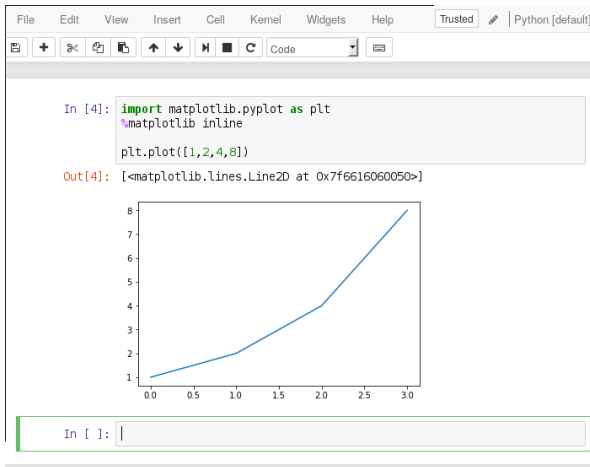 File Edit View Insert Cell Kernel Widgets Help Trusted Python [default]
Code
In [4]: import matplotlib.pyplot as plt
%matplotlib inline
plt.plot([1,2,4,8])
Out[4]: [<matplotlib.lines.Line2D at 0x7f6616060050>]
8
7
6
5
4
3
2
1
0.0 0.5 1.0 1.5 2.0 2.5 3.0
In [ ]: